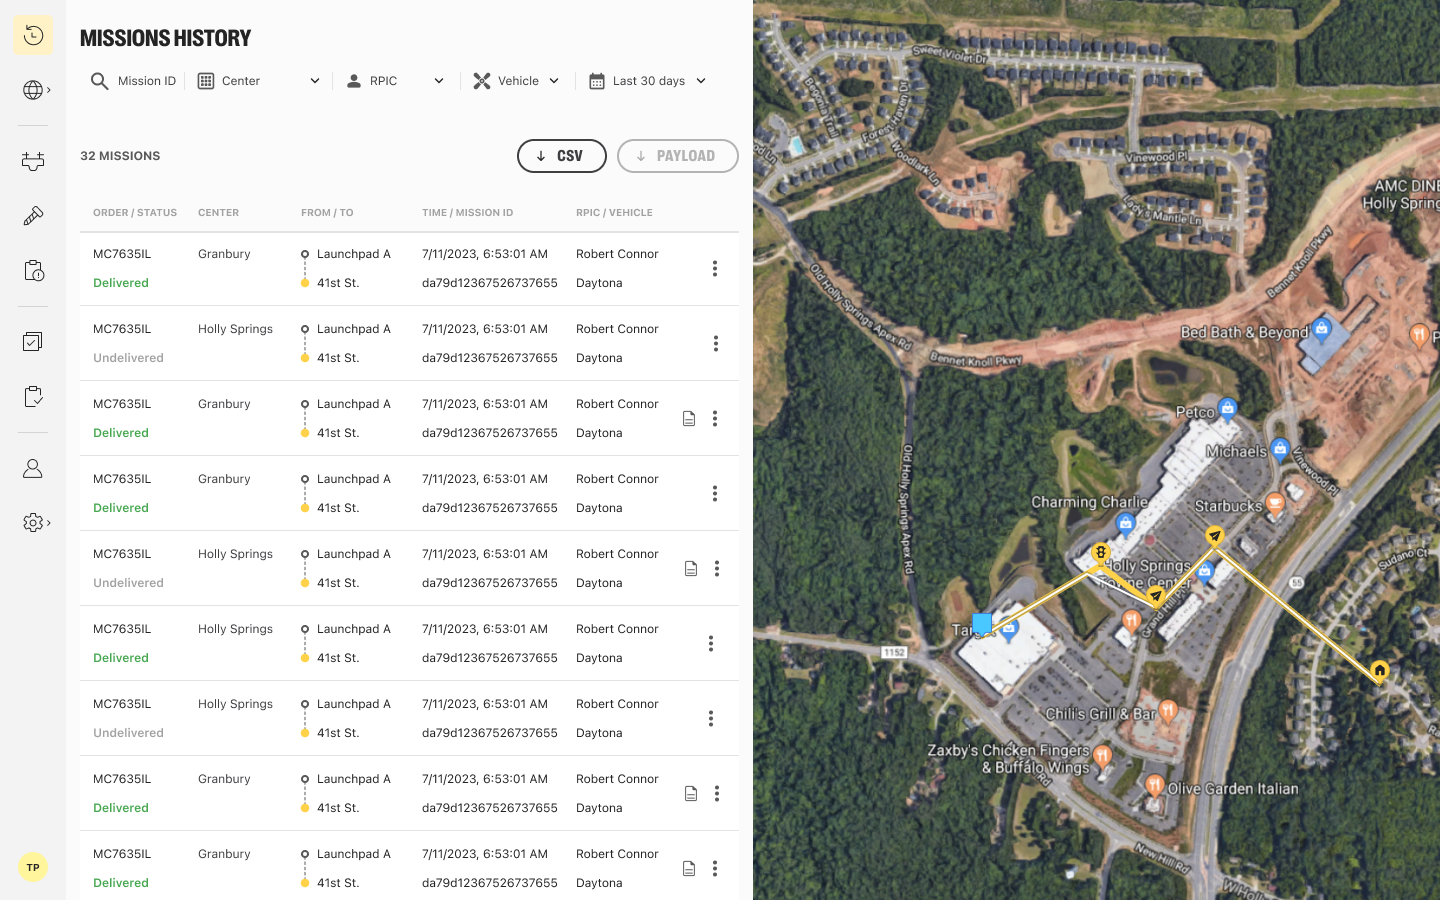 MISSIONS HISTORY
Mission ID
Center
RPIC
Vehicle
Last 30 days
32 MISSIONS
CSV
PAYLOAD
ORDER / STATUS
CENTER
FROM / TO
TIME / MISSION ID
RPIC / VEHICLE
MC7635IL Granbury Launchpad A 7/11/2023, 6:53:01 AM Robert Connor
Delivered 41st St. da79d12367526737655 Daytona
MC7635IL Holly Springs Launchpad A 7/11/2023, 6:53:01 AM Robert Connor
Undelivered 41st St. da79d12367526737655 Daytona
MC7635IL Granbury Launchpad A 7/11/2023, 6:53:01 AM Robert Connor
Delivered 41st St. da79d12367526737655 Daytona
MC7635IL Granbury Launchpad A 7/11/2023, 6:53:01 AM Robert Connor
Delivered 41st St. da79d12367526737655 Daytona
MC7635IL Holly Springs Launchpad A 7/11/2023, 6:53:01 AM Robert Connor
Undelivered 41st St. da79d12367526737655 Daytona
MC7635IL Holly Springs Launchpad A 7/11/2023, 6:53:01 AM Robert Connor
Delivered 41st St. da79d12367526737655 Daytona
MC7635IL Holly Springs Launchpad A 7/11/2023, 6:53:01 AM Robert Connor
Undelivered 41st St. da79d12367526737655 Daytona
MC7635IL Granbury Launchpad A 7/11/2023, 6:53:01 AM Robert Connor
Delivered 41st St. da79d12367526737655 Daytona
MC7635IL Granbury Launchpad A 7/11/2023, 6:53:01 AM Robert Connor
Delivered 41st St. da79d12367526737655 Daytona
TP
Sweet Violet Dr
Begonia Trail
Forest Haven Dr
Woodlark Ln
Vinewood Pl
Lady's Mantle Ln
AMC DINE
Holly Spring
Bennet Knoll Pkwy
Old Holly Springs Apex Rd
Bed Bath & Beyond
Bennet Knoll Pkwy
P
Petco
Michaels
Vinewood Pl
Old Holly Springs Apex Rd
Charming Charlie
Starbucks
Holly Springs
Towne Center
Sudano Ct
55
Grand Hill Pl
1152
Chili's Grill & Bar
Zaxby's Chicken Fingers
& Buffalo Wings
Rd
Olive Garden Italian
New Hill Rd
W Holly